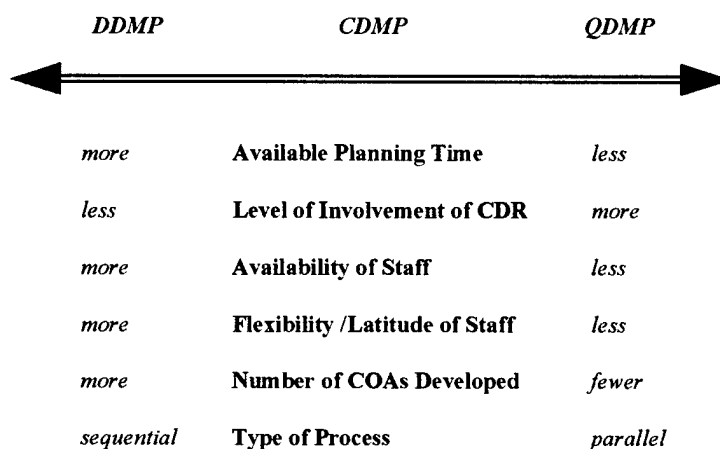 DDMP CDMP QDMP
more Available Planning Time less
less Level of Involvement of CDR more
more Availability of Staff less
more Flexibility /Latitude of Staff less
more Number of COAs Developed fewer
sequential Type of Process parallel